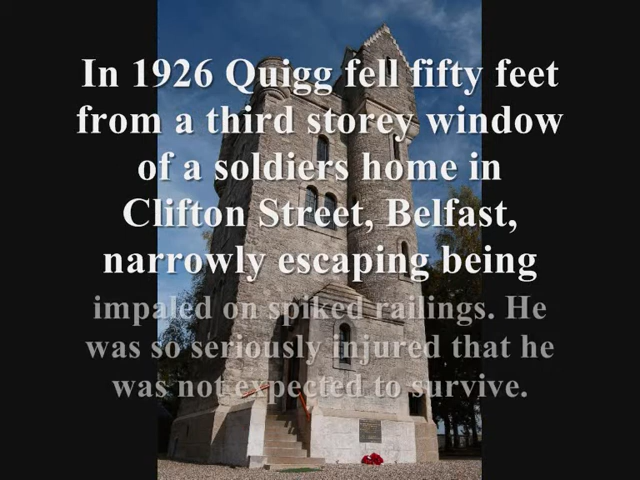 In 1926 Quigg fell fifty feet
from a third storey window
of a soldiers home in
Clifton Street, Belfast,
narrowly escaping being
impaled on spiked railings. He
was so seriously injured that he
was not expected to survive.